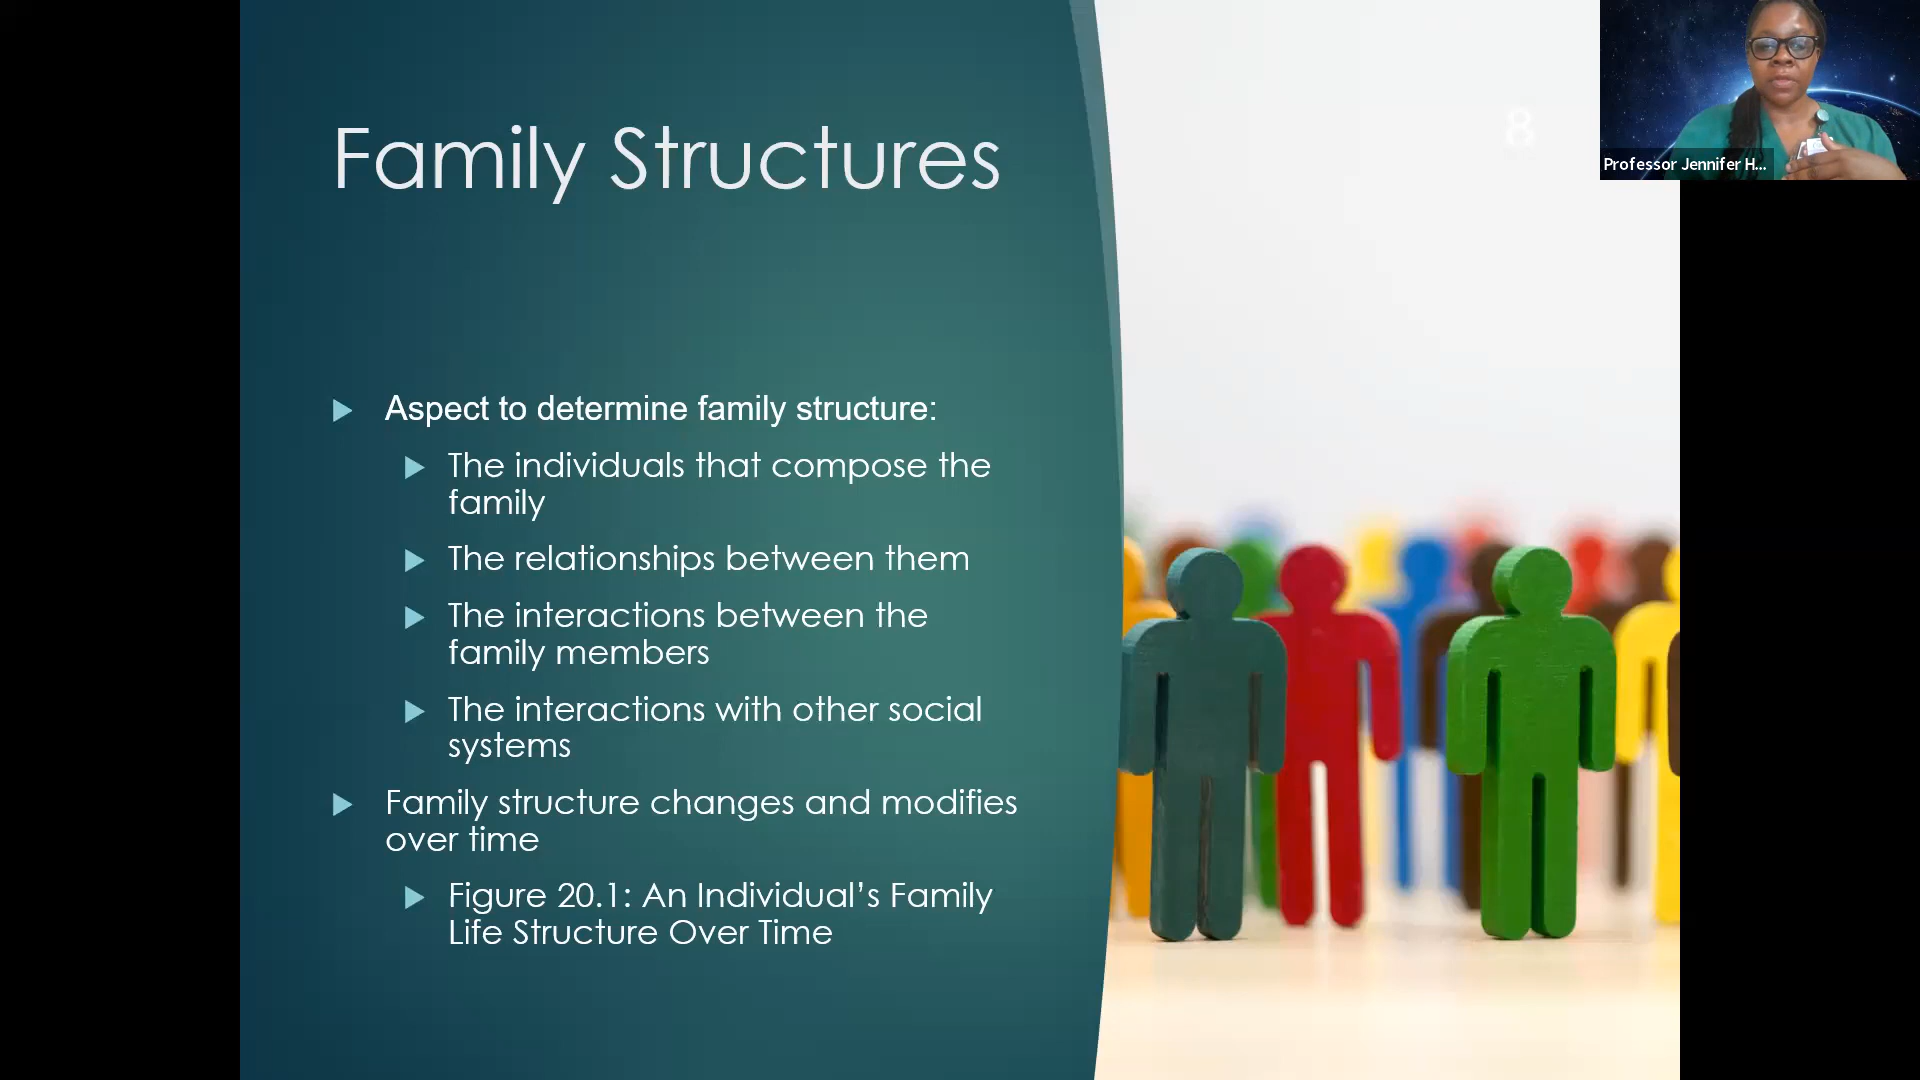 Family Structures
8
Professor Jennifer H...
Aspect to determine family structure:
The individuals that compose the
family
The relationships between them
The interactions between the
family members
The interactions with other social
systems
Family structure changes and modifies
over time
Figure 20.1: An Individual’s Family
Life Structure Over Time